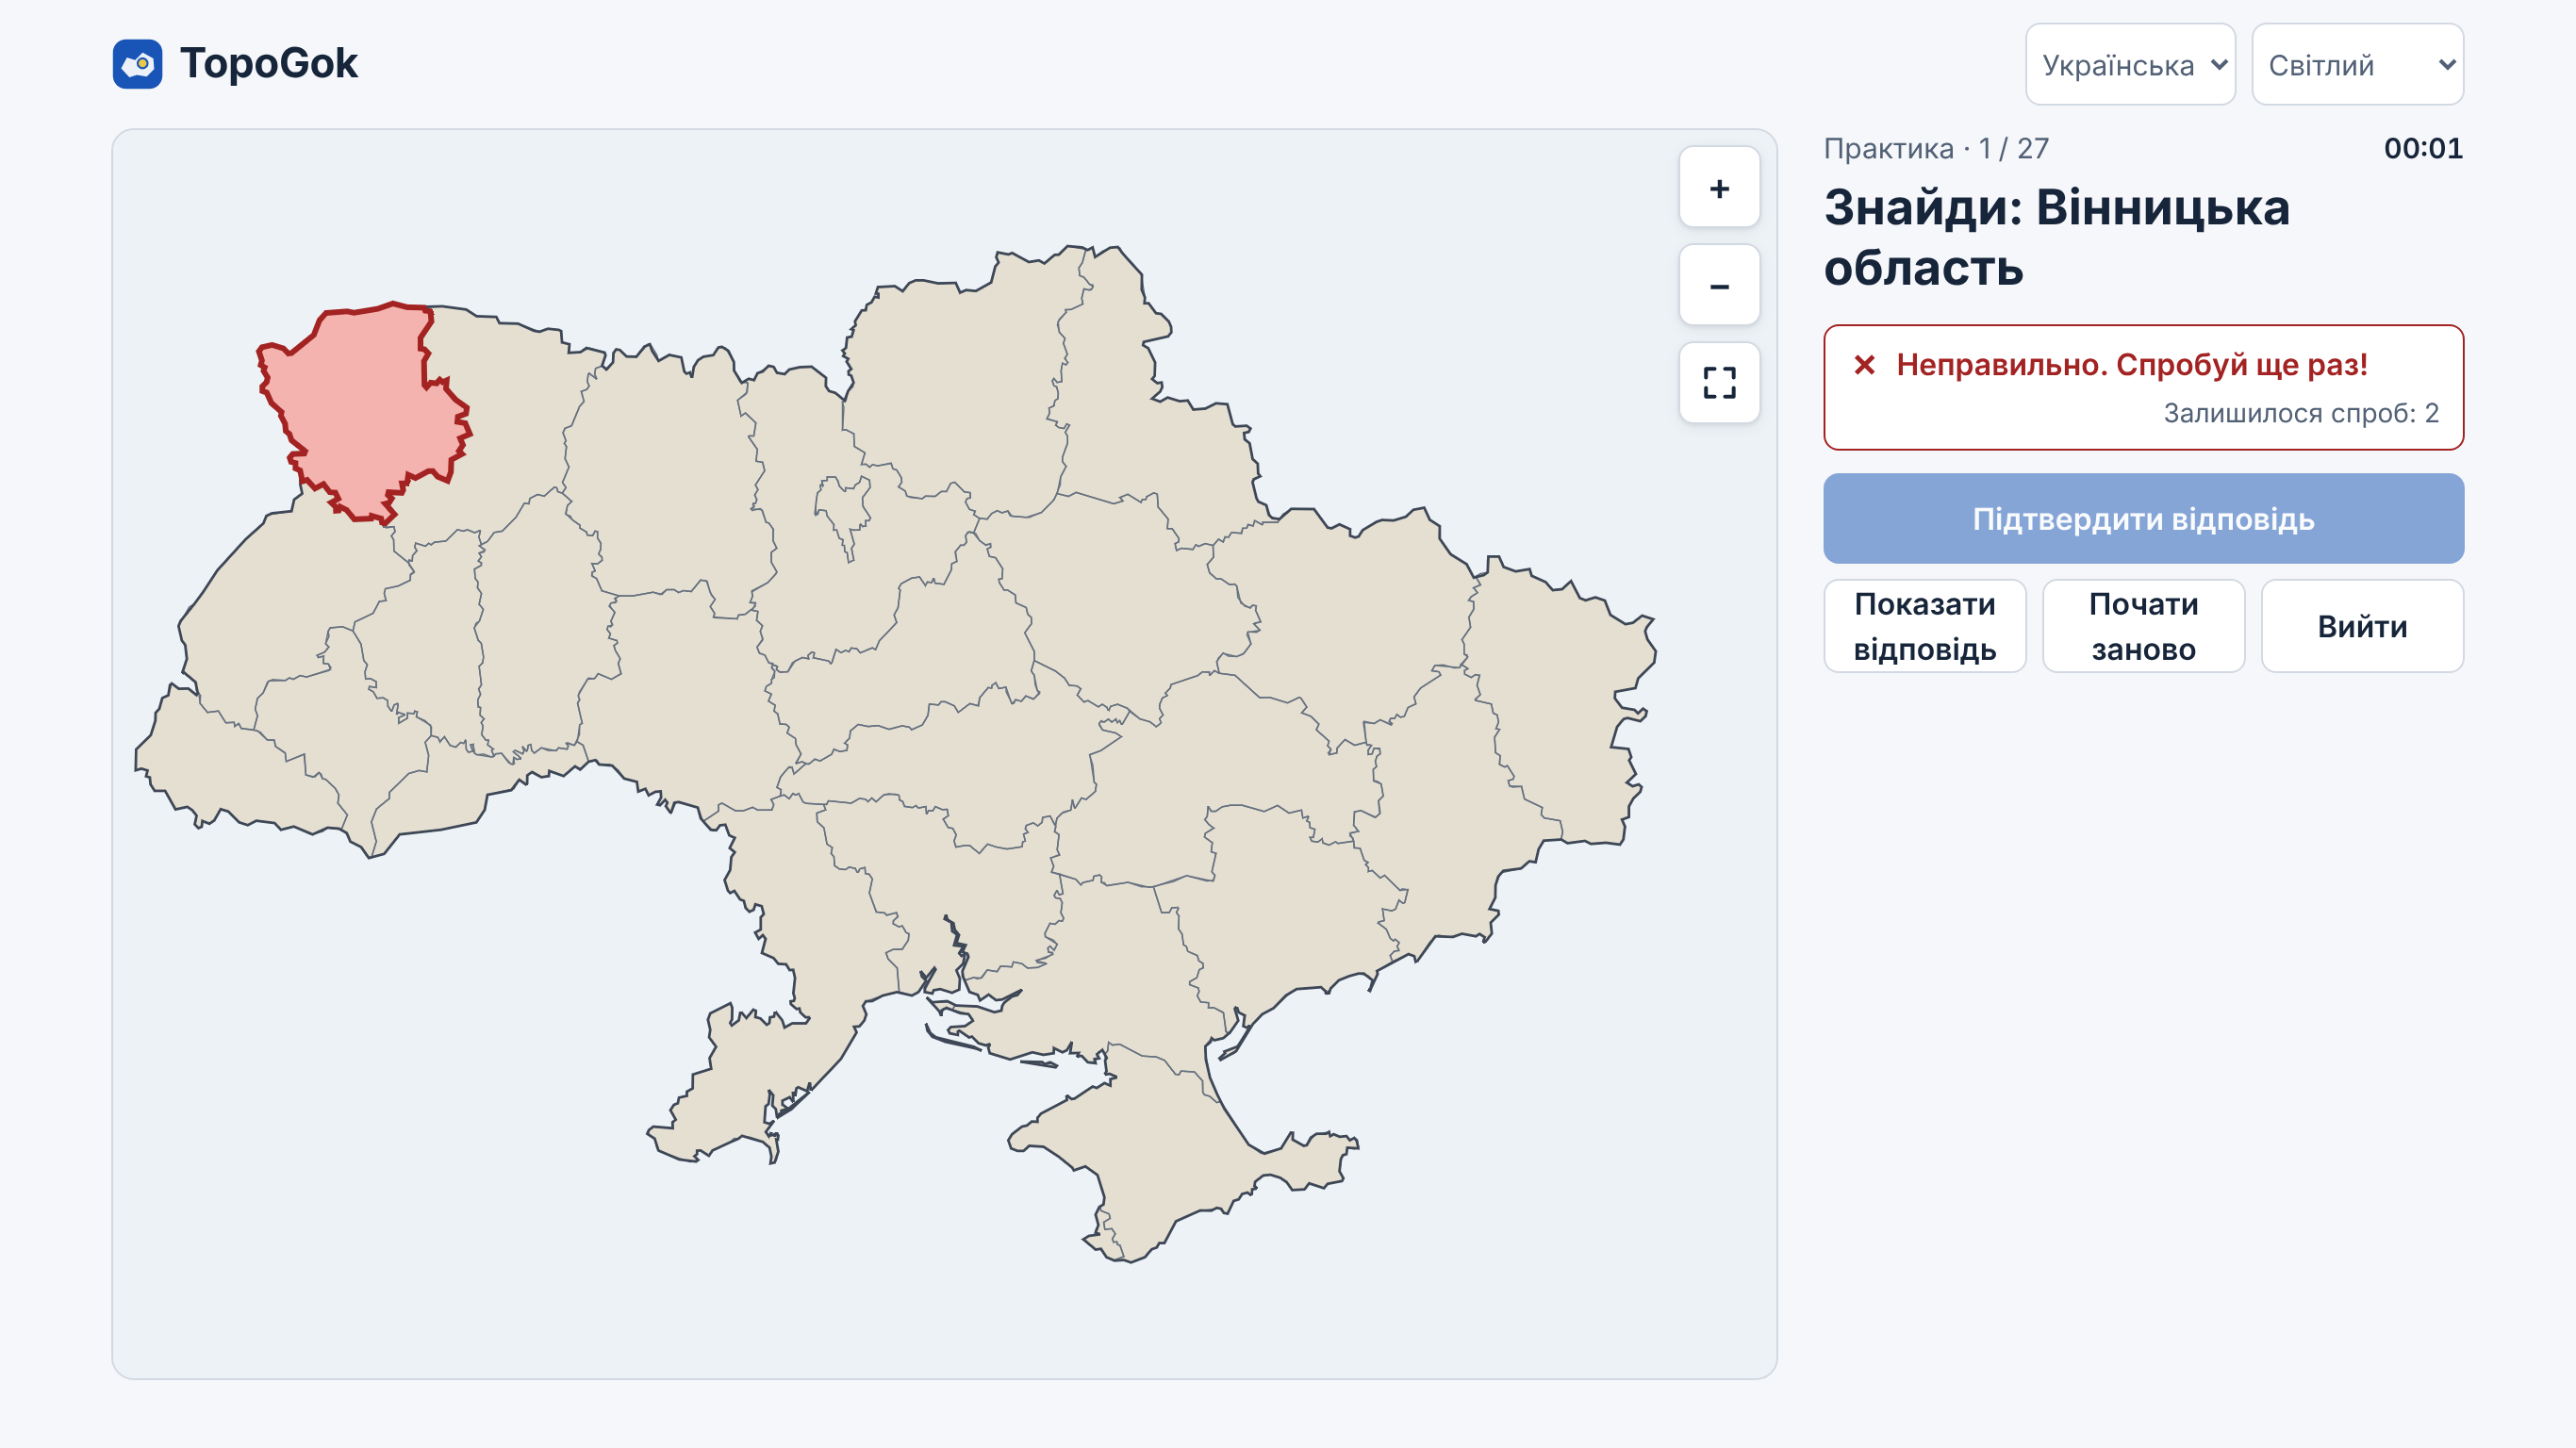 TopoGok
Українська
Світлий
Практика · 1 / 27
00:01
Знайди: Вінницька
область
× Неправильно. Спробуй ще раз!
Залишилося спроб: 2
Підтвердити відповідь
Показати
відповідь
Почати
заново
Вийти
+
−